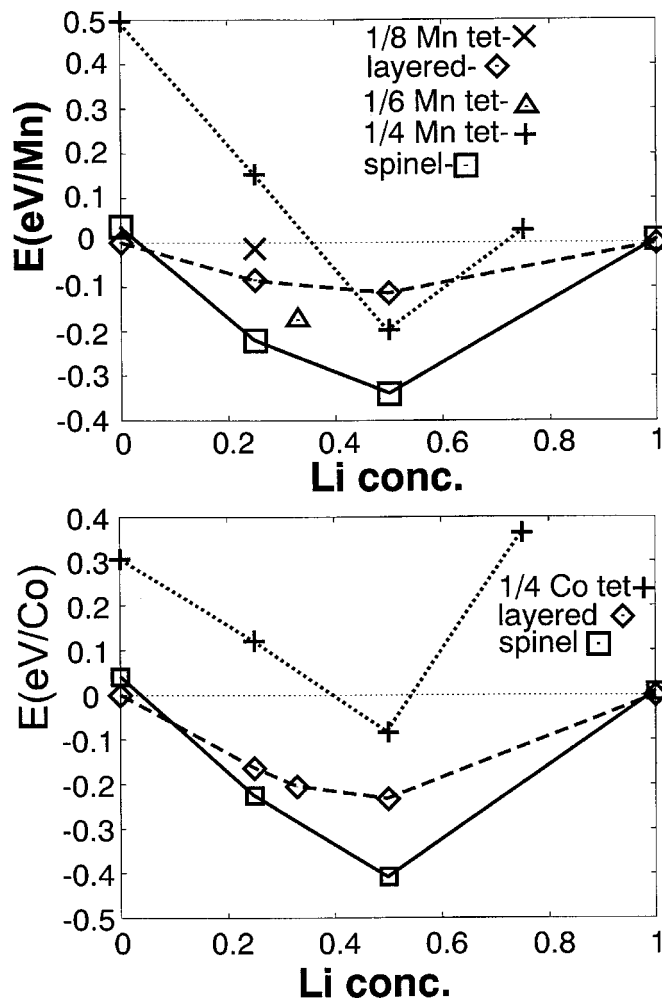 0.5
0.4
0.3
0.2
0.1
0
-0.1
-0.2
-0.3
-0.4
E(eV/Mn)
1/8 Mn tet-
layered-
1/6 Mn tet-
1/4 Mn tet-
spinel-
0 0.2 0.4 0.6 0.8 1
Li conc.
0.4
0.3
0.2
0.1
0
-0.1
-0.2
-0.3
-0.4
-0.5
E(eV/Co)
1/4 Co tet
layered
spinel
0 0.2 0.4 0.6 0.8 1
Li conc.